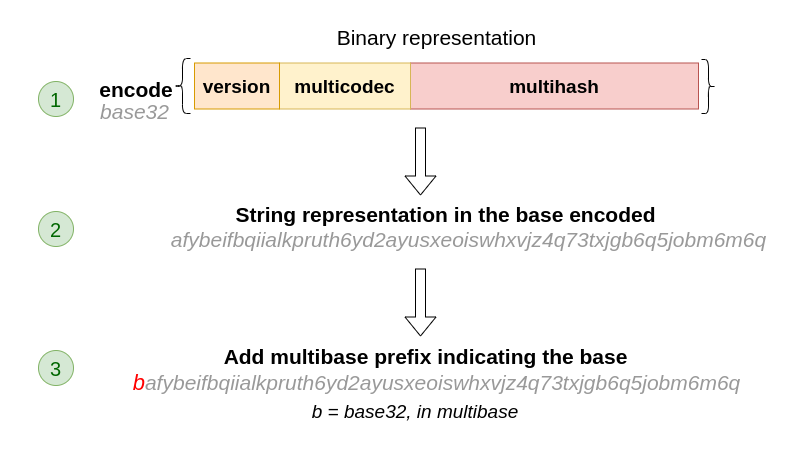 Binary representation
1
encode
base32
version multicodec multihash
2
String representation in the base encoded
afybeifbqiialkpruth6yd2ayusxeoiswhxvjz4q73txjgb6q5jobm6m6q
3
Add multibase prefix indicating the base
bafybeifbqiialkpruth6yd2ayusxeoiswhxvjz4q73txjgb6q5jobm6m6q
b = base32, in multibase